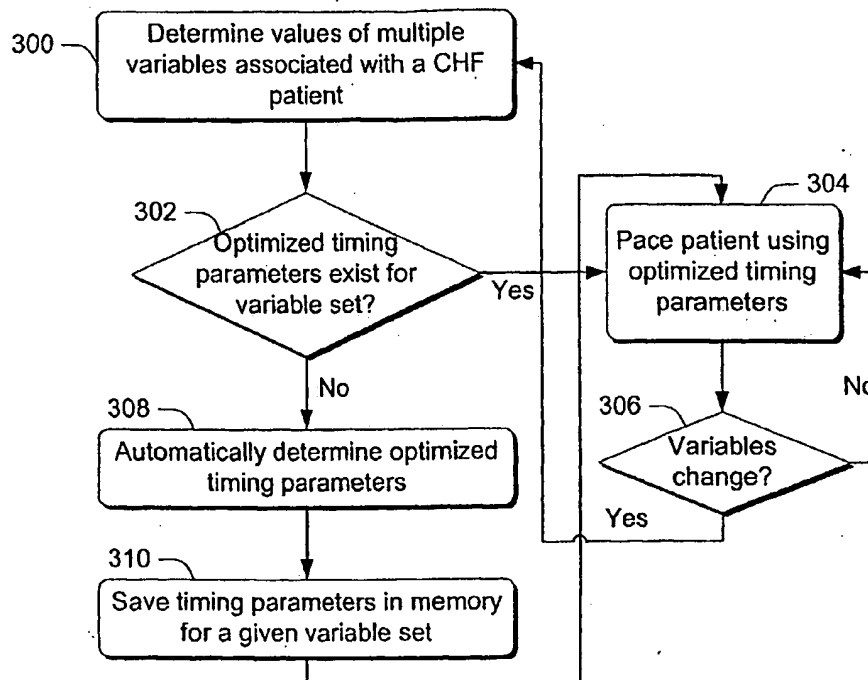 300
Determine values of multiple
variables associated with a CHF
patient
302
Optimized timing
parameters exist for
variable set?
Yes
304
Pace patient using
optimized timing
parameters
No
No
306
Variables
change?
Yes
308
Automatically determine optimized
timing parameters
310
Save timing parameters in memory
for a given variable set